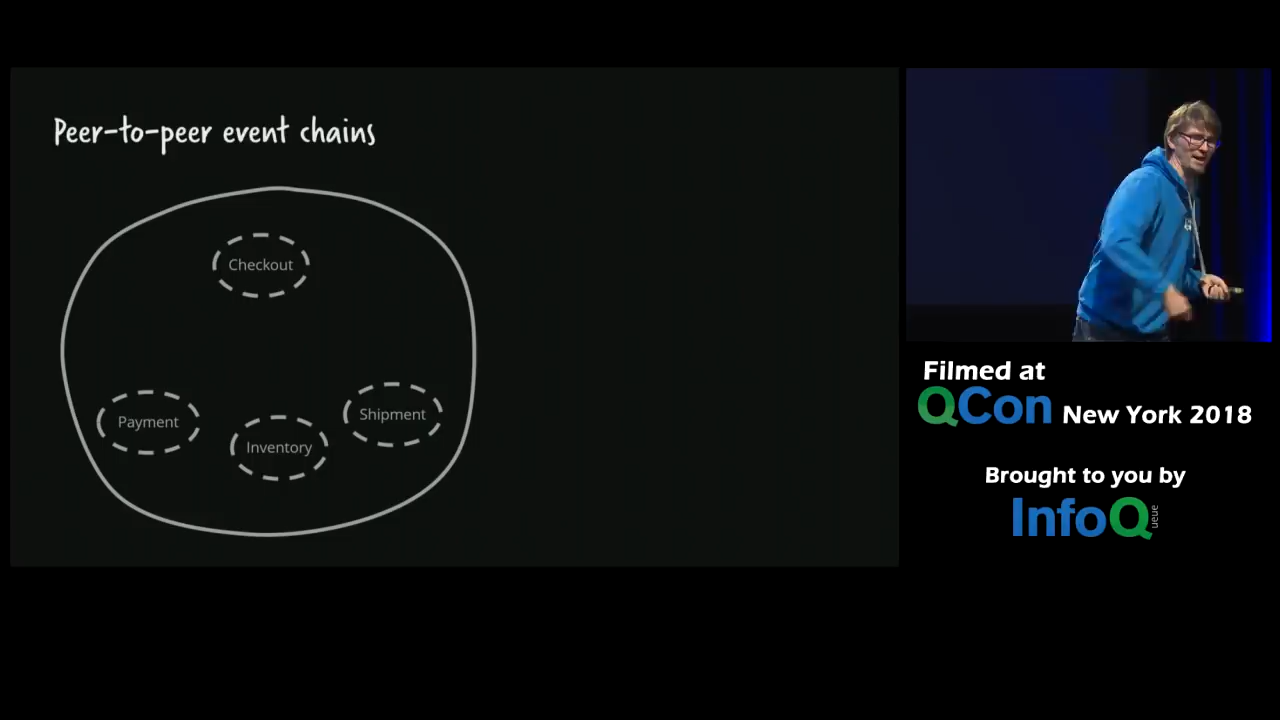 Peer-to-peer event chains
Checkout
Payment
Inventory
Shipment
Filmed at
QCon New York 2018
Brought to you by
InfoQ
ueue